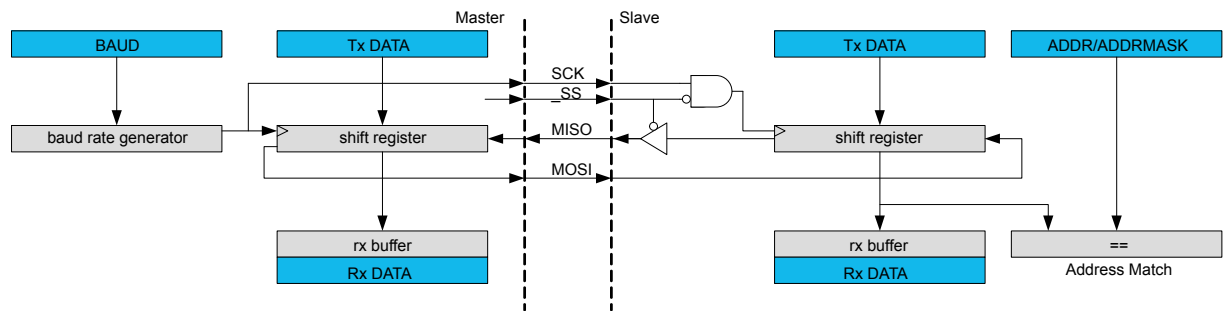 Master
Slave
BAUD
Tx DATA
Tx DATA
ADDR/ADDRMASK
SCK
_SS
baud rate generator
shift register
MISO
shift register
MOSI
rx buffer
rx buffer
==
Rx DATA
Rx DATA
Address Match